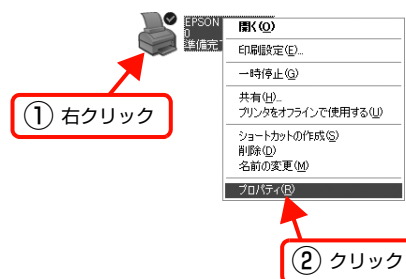 EPSON
0
準備完
開く(O)
印刷設定(E)...
一時停止(G)
共有(H)...
プリンタをオフラインで使用する(U)
ショートカットの作成(S)
削除(D)
名前の変更(M)
プロパティ(R)
① 右クリック
② クリック